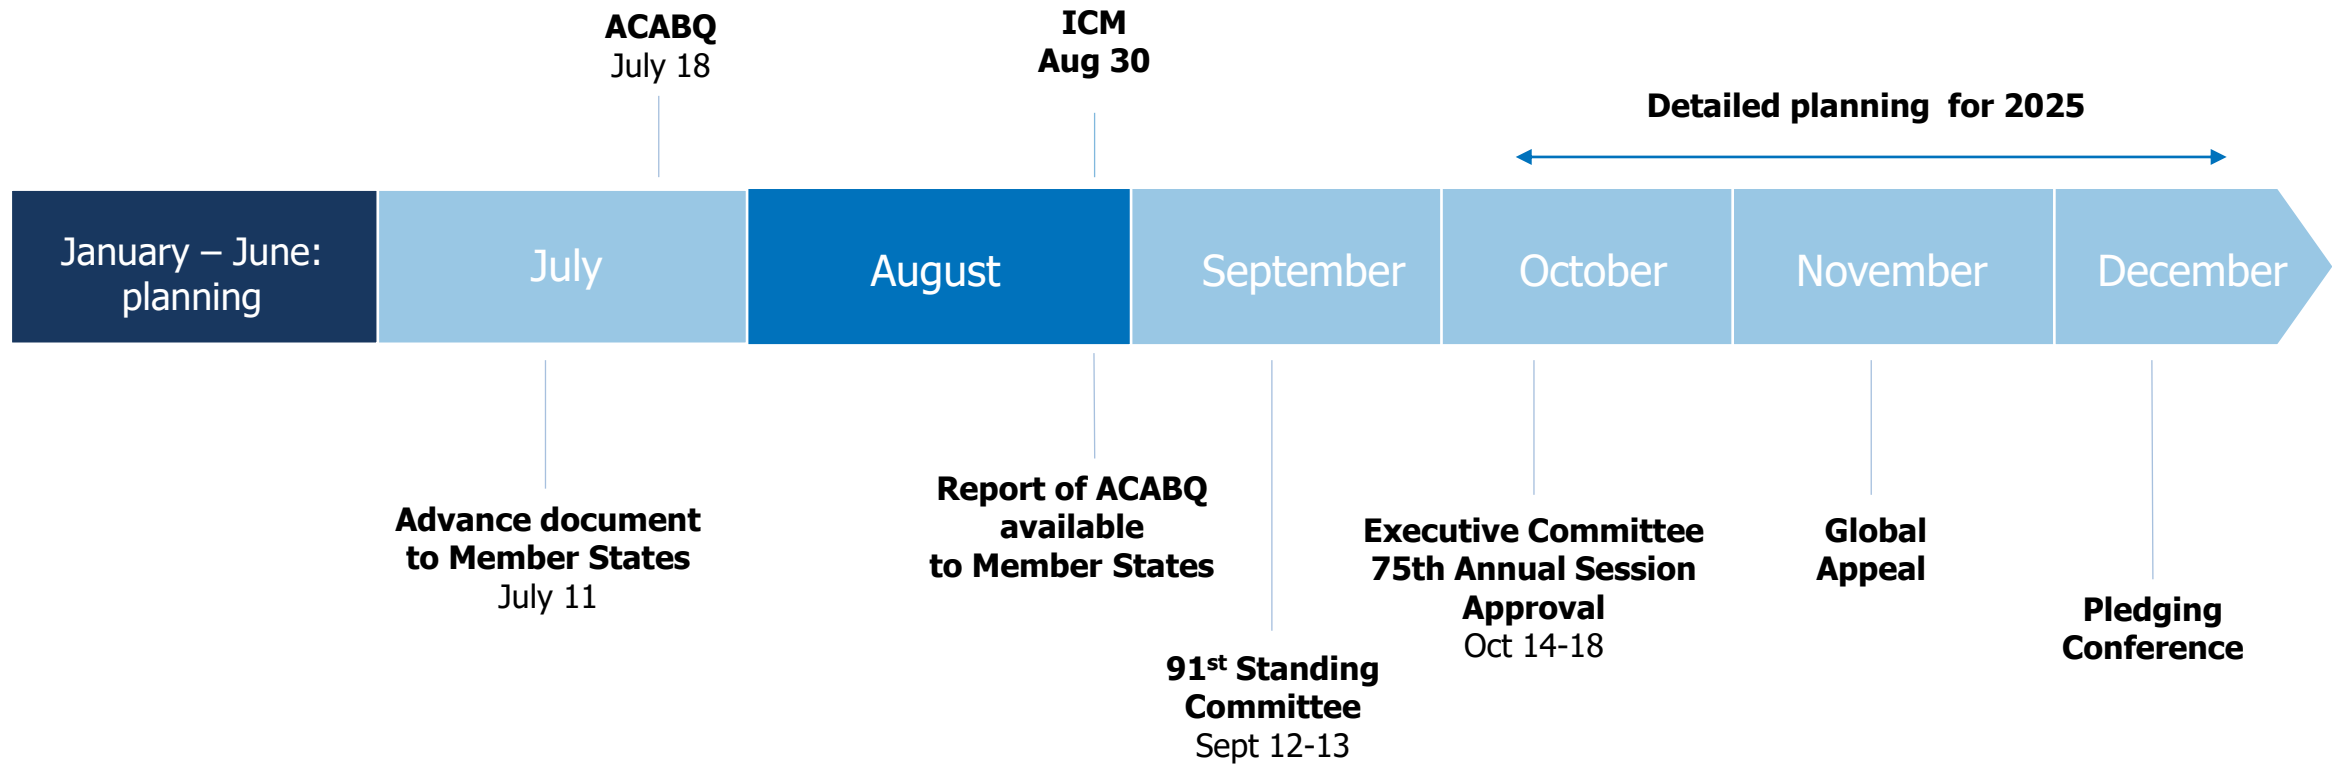 ACABQ
July 18
ICM
Aug 30
Detailed planning  for 2025
January – June:
planning
July
August
September
October
November
December
Advance document
to Member States
July 11
Report of ACABQ
available
to Member States
91st Standing
Committee
Sept 12-13
Executive Committee
75th Annual Session
Approval
Oct 14-18
Global
Appeal
Pledging
Conference